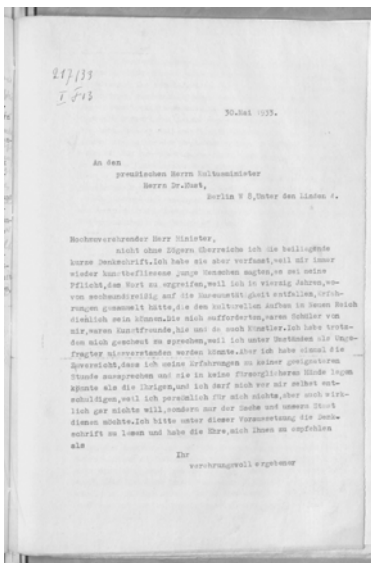 217/33
I
30.Mai 1933.
An den
preußischen Herrn Kultusminister
Herrn Dr.Rust,
Berlin W 8,Unter den Linden 4.
Hochzuverehrender Herr Minister,
nicht ohne Zögern überreiche ich die beiliegende
kurze Denkschrift.Ich habe sie aber verfasst,weil mir immer
wieder kunstbeflissene junge Menschen sagten,es sei meine
Pflicht,das Wort zu ergreifen,weil ich in vierzig Jahren,wo-
von sechsunddreißig auf die Museumstätigkeit entfallen,Erfah-
rungen gesammelt hätte,die dem kulturellen Aufbau im Neuen Reich
dienlich sein können.Die mich aufforderten,waren Schüler von
mir,waren Kunstfreunde,hie und da auch Künstler.Ich habe trotz-
dem mich gescheut zu sprechen,weil ich unter Umständen als Unge-
fragter missverstanden werden könnte.Aber ich habe einmal die
Zuversicht,dass ich meine Erfahrungen zu keiner geeigneteren
Stunde aussprechen und sie in keine fürsorglicheren Hände legen
könnte als die Ihrigen,und ich darf mich vor mir selbst ent-
schuldigen,weil ich persönlich für mich nichts,aber auch wirk-
lich gar nichts will,sondern nur der Sache und unserm Staat
dienen möchte.Ich bitte unter dieser Voraussetzung die Denk-
schrift zu lesen und habe die Ehre,mich Ihnen zu empfehlen
als
Ihr
verehrungsvoll ergebener